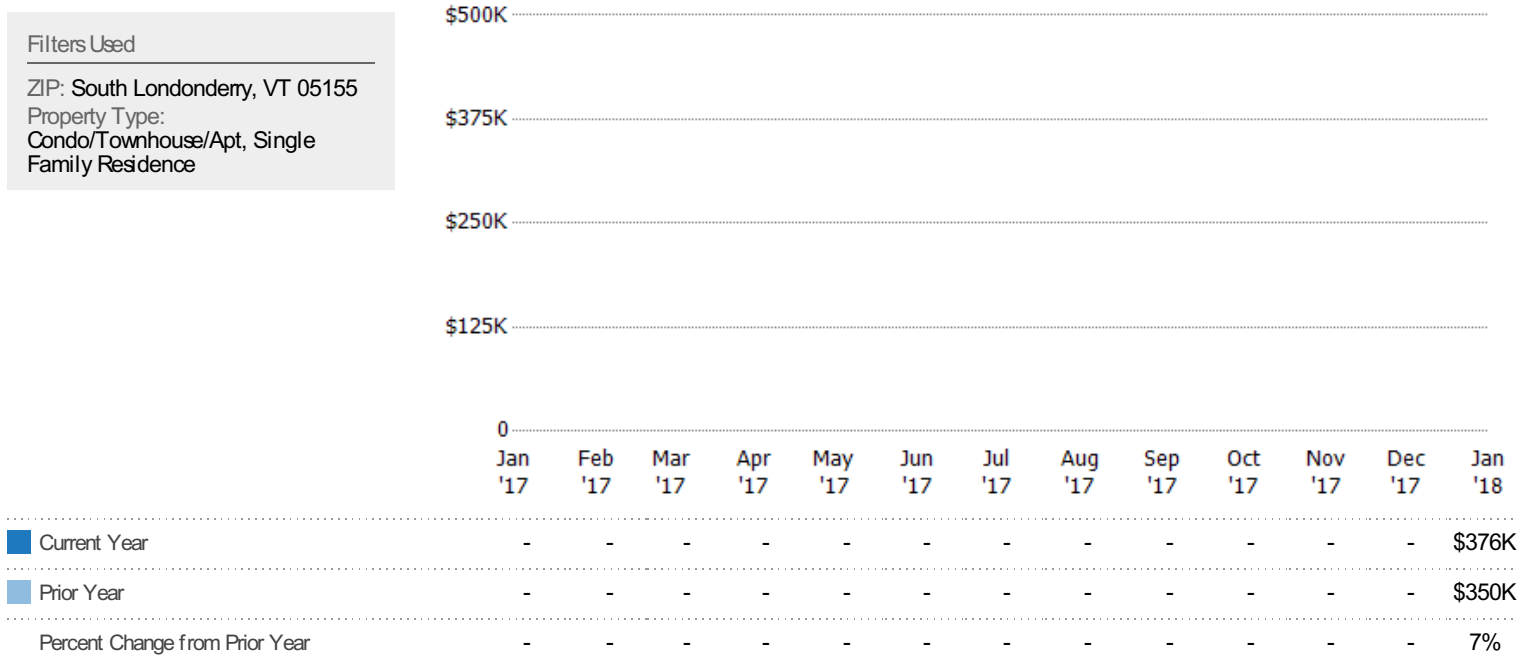 Filters Used
ZIP: South Londonderry, VT 05155
Property Type:
Condo/Townhouse/Apt, Single
Family Residence
$500K
$375K
$250K
$125K
0
Jan Feb Mar Apr May Jun Jul Aug Sep Oct Nov Dec Jan
'17 '17 '17 '17 '17 '17 '17 '17 '17 '17 '17 '17 '18
Current Year - - - - - - - - - - - - $376K
Prior Year - - - - - - - - - - - - $350K
Percent Change from Prior Year - - - - - - - - - - - - 7%